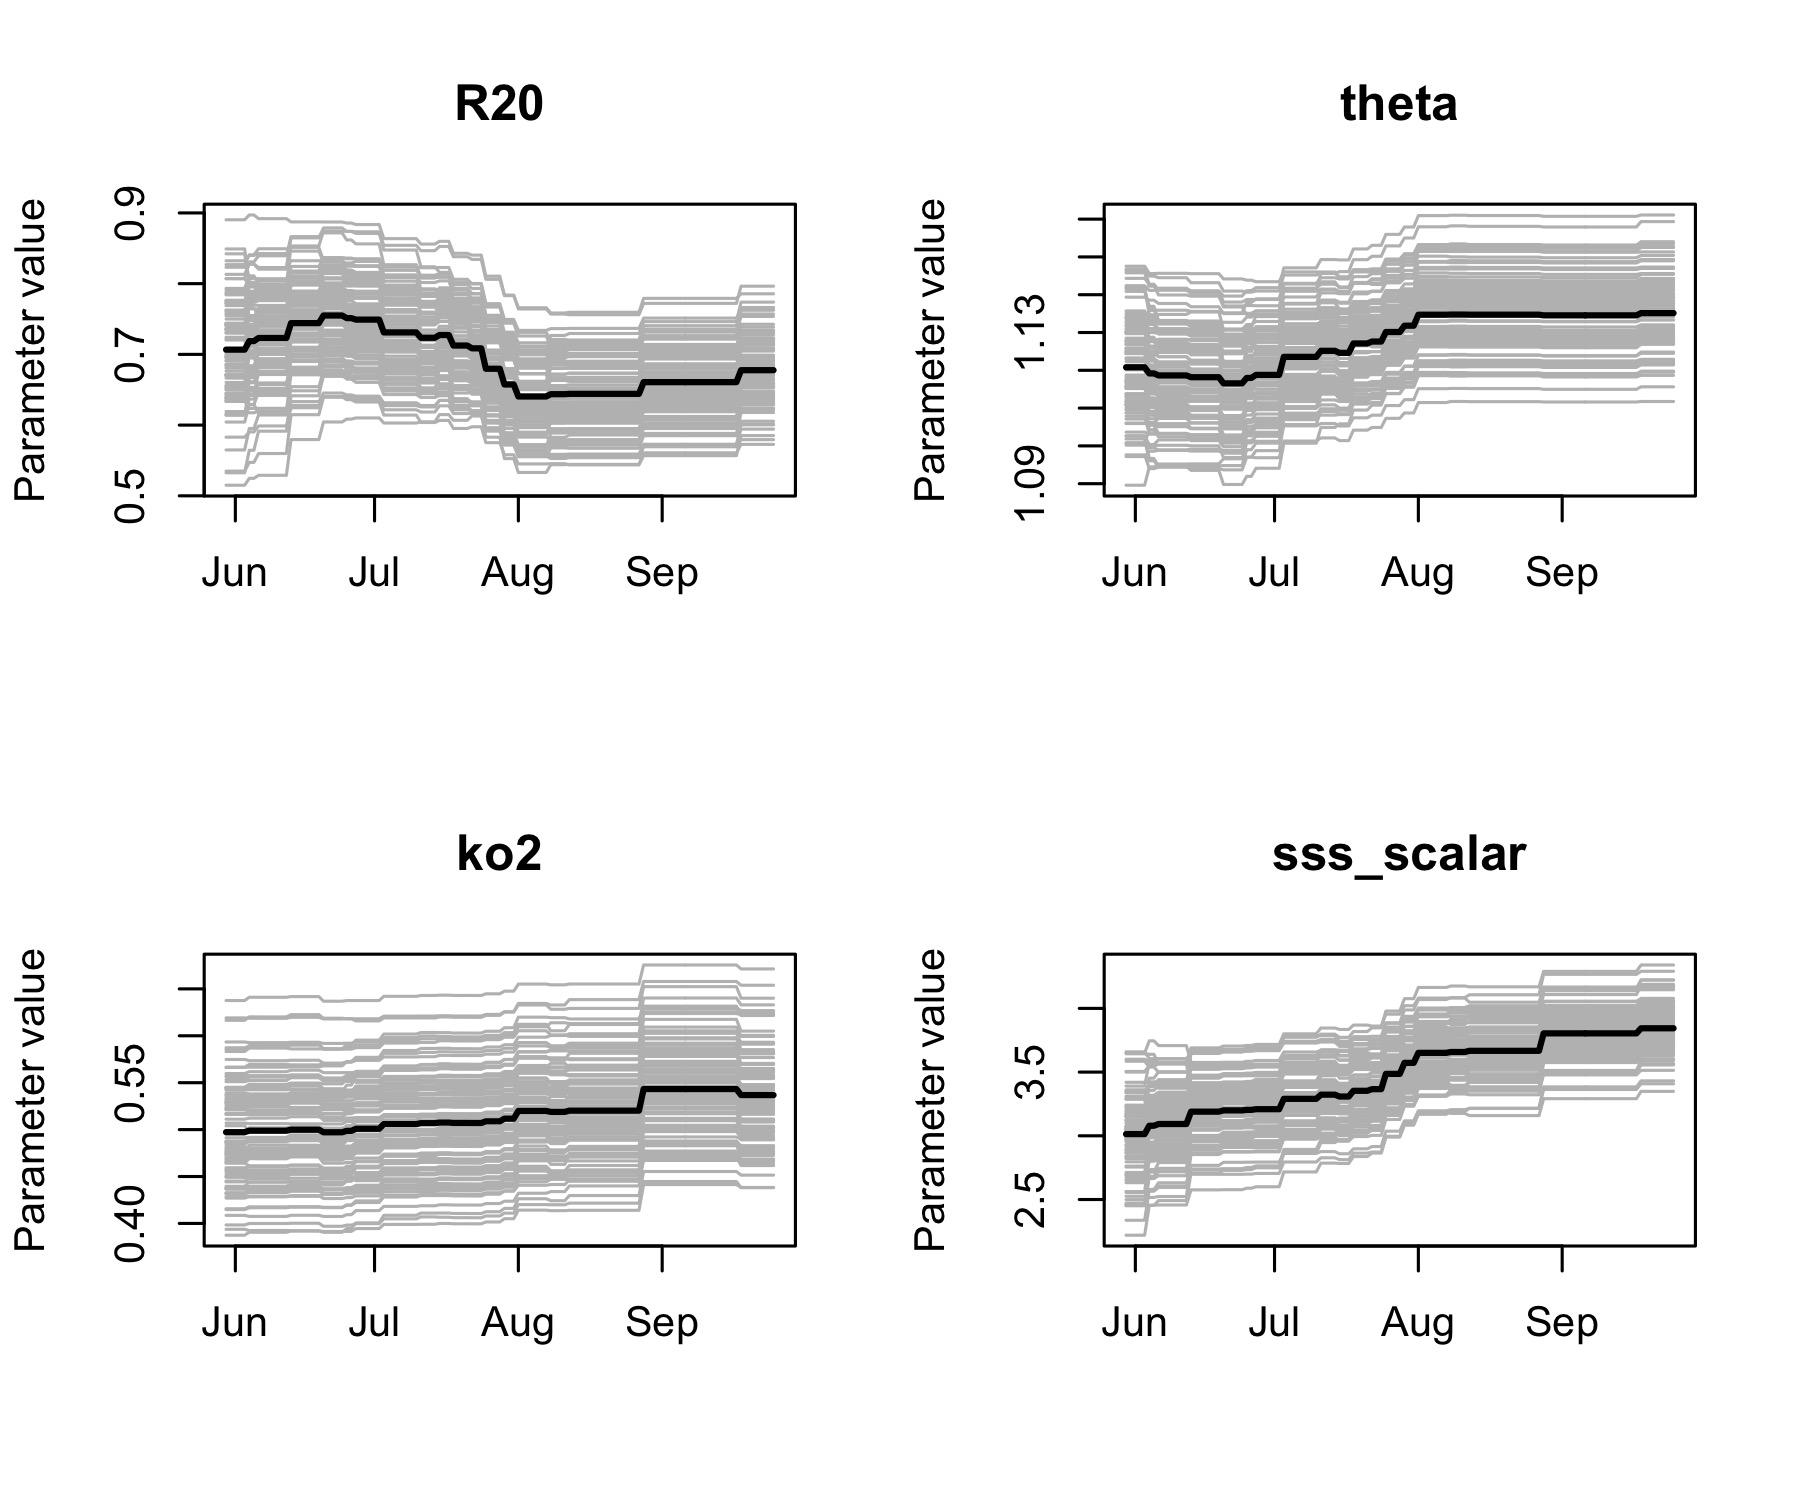 R20
Parameter value
0.9
0.7
0.5
Jun Jul Aug Sep
theta
Parameter value
1.13
1.09
Jun Jul Aug Sep
ko2
Parameter value
0.55
0.40
Jun Jul Aug Sep
sss_scalar
Parameter value
3.5
2.5
Jun Jul Aug Sep